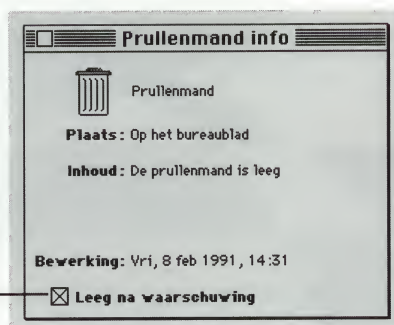 Prullenmand info
Prullenmand
Plaats: Op het bureaublad
Inhoud: De prullenmand is leeg
Bewerking: Vri, 8 feb 1991, 14:31
Leeg na waarschuwing